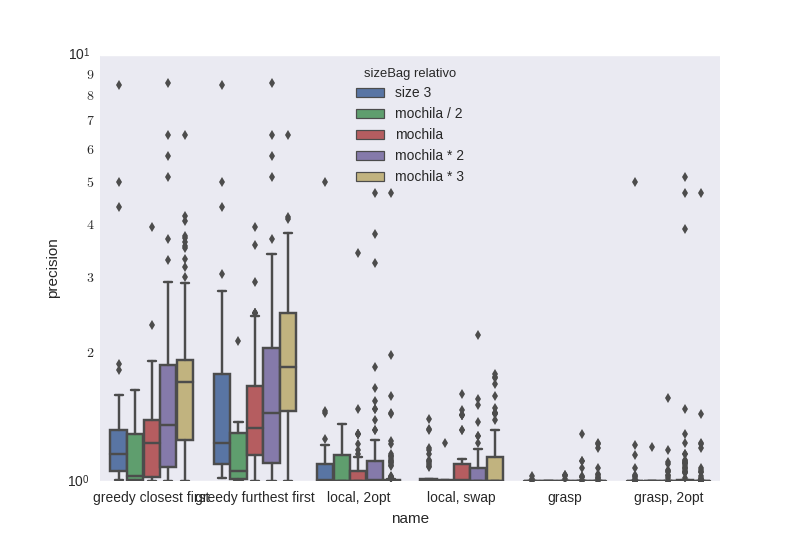 sizeBag relativo
size 3
mochila / 2
mochila
mochila * 2
mochila * 3
10¹
9
8
7
6
5
4
3
2
10⁰
precision
greedy closest first
greedy furthest first
local, 2opt
local, swap
grasp
grasp, 2opt
name